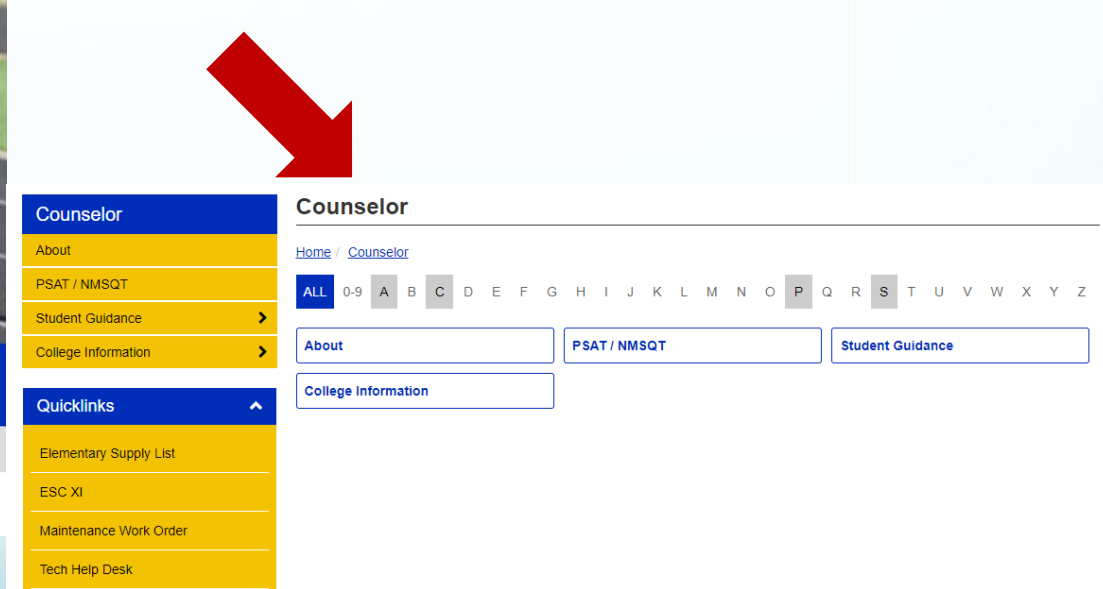 Counselor
About
PSAT / NMSQT
Student Guidance
College Information
Quicklinks
Elementary Supply List
ESC XI
Maintenance Work Order
Tech Help Desk
Counselor
Home / Counselor
ALL 0-9 A B C D E F G H I J K L M N O P Q R S T U V W X Y Z
About PSAT / NMSQT Student Guidance
College Information